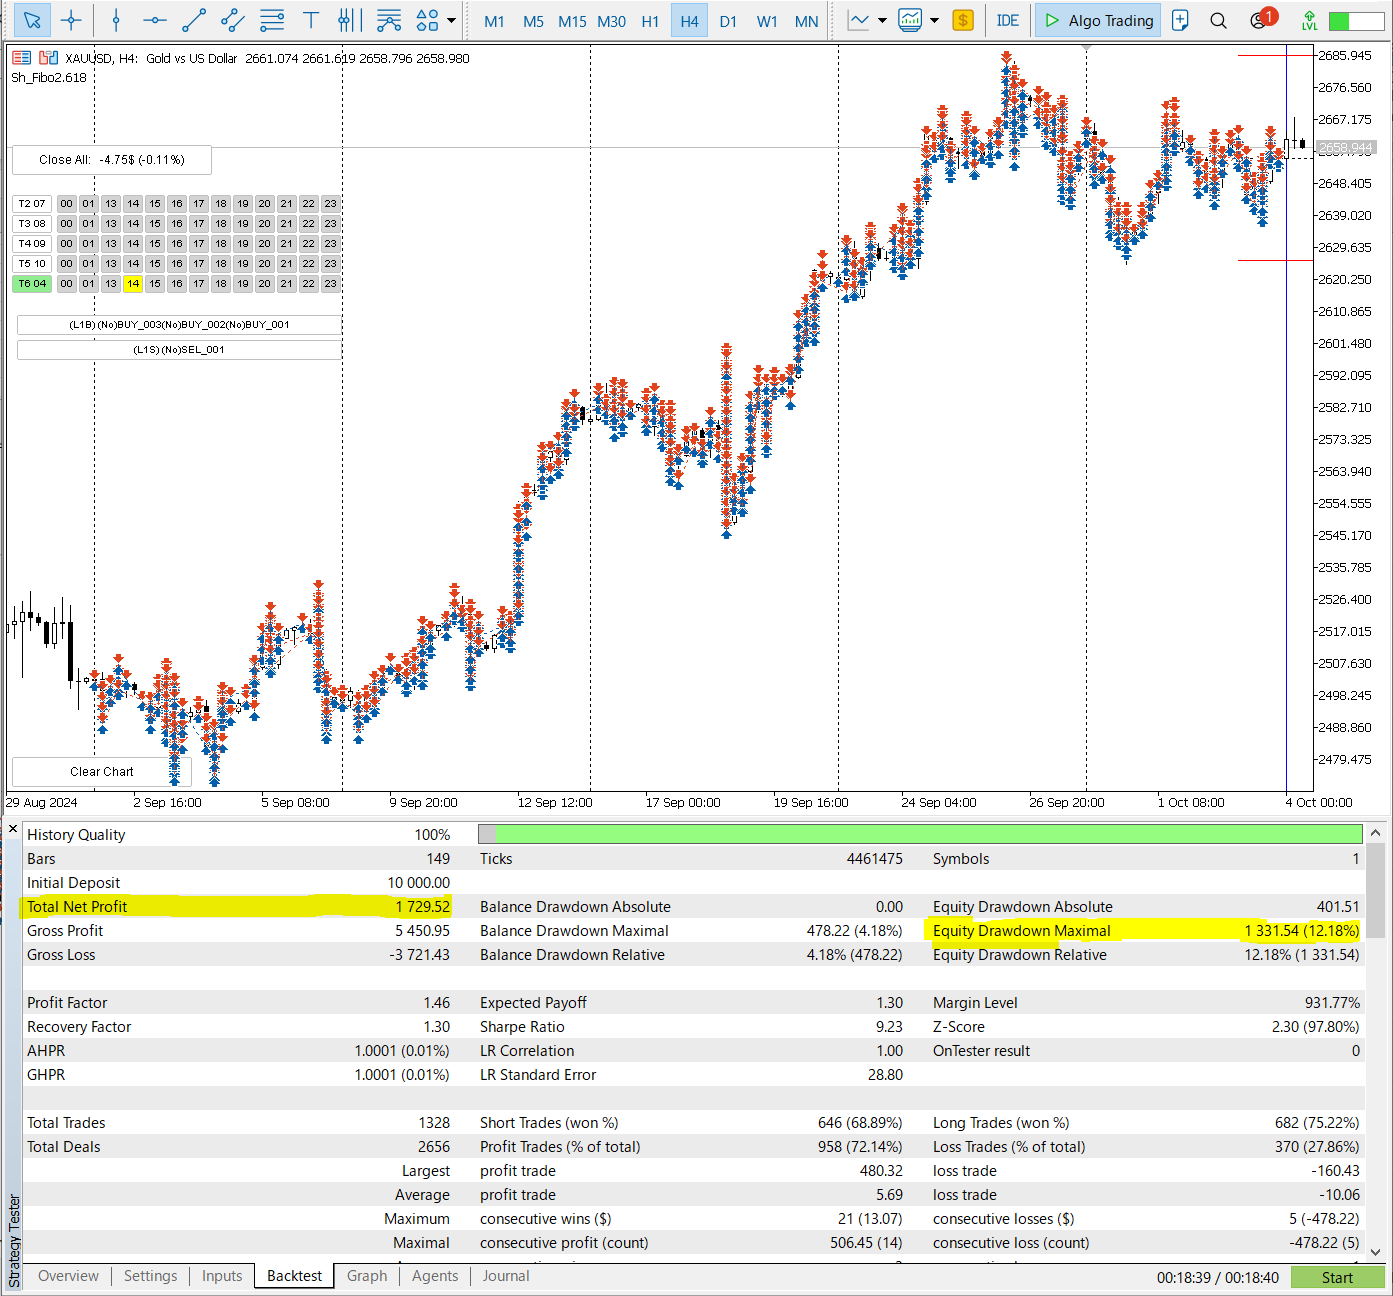 T M1 M5 M15 M30 H1 H4 D1 W1 MN $ IDE Algo Trading 1 LVL
XAUUSD, H4: Gold vs US Dollar 2661.074 2661.619 2658.796 2658.980
Sh_Fibo2.618
Close All: -4.75$ (-0.11%)
T2 07 00 01 13 14 15 16 17 18 19 20 21 22 23
T3 08 00 01 13 14 15 16 17 18 19 20 21 22 23
T4 09 00 01 13 14 15 16 17 18 19 20 21 22 23
T5 10 00 01 13 14 15 16 17 18 19 20 21 22 23
T6 04 00 01 13 14 15 16 17 18 19 20 21 22 23
(L1B) (No)BUY_003(No)BUY_002(No)BUY_001
(L1S) (No)SEL_001
Clear Chart
2685.945
2676.560
2667.175
2658.944
2648.405
2639.020
2629.635
2620.250
2610.865
2601.480
2592.095
2582.710
2573.325
2563.940
2554.555
2545.170
2535.785
2526.400
2517.015
2507.630
2498.245
2488.860
2479.475
29 Aug 2024 2 Sep 16:00 5 Sep 08:00 9 Sep 20:00 12 Sep 12:00 17 Sep 00:00 19 Sep 16:00 24 Sep 04:00 26 Sep 20:00 1 Oct 08:00 4 Oct 00:00
History Quality 100%
Bars 149 Ticks 4461475 Symbols 1
Initial Deposit 10 000.00
Total Net Profit 1 729.52 Balance Drawdown Absolute 0.00 Equity Drawdown Absolute 401.51
Gross Profit 5 450.95 Balance Drawdown Maximal 478.22 (4.18%) Equity Drawdown Maximal 1 331.54 (12.18%)
Gross Loss -3 721.43 Balance Drawdown Relative 4.18% (478.22) Equity Drawdown Relative 12.18% (1 331.54)
Profit Factor 1.46 Expected Payoff 1.30 Margin Level 931.77%
Recovery Factor 1.30 Sharpe Ratio 9.23 Z-Score 2.30 (97.80%)
AHPR 1.0001 (0.01%) LR Correlation 1.00 OnTester result 0
GHPR 1.0001 (0.01%) LR Standard Error 28.80
Total Trades 1328 Short Trades (won %) 646 (68.89%) Long Trades (won %) 682 (75.22%)
Total Deals 2656 Profit Trades (% of total) 958 (72.14%) Loss Trades (% of total) 370 (27.86%)
Largest profit trade 480.32 loss trade -160.43
Average profit trade 5.69 loss trade -10.06
Maximum consecutive wins ($) 21 (13.07) consecutive losses ($) 5 (-478.22)
Maximal consecutive profit (count) 506.45 (14) consecutive loss (count) -478.22 (5)
Strategy Tester
Overview Settings Inputs Backtest Graph Agents Journal 00:18:39 / 00:18:40 Start